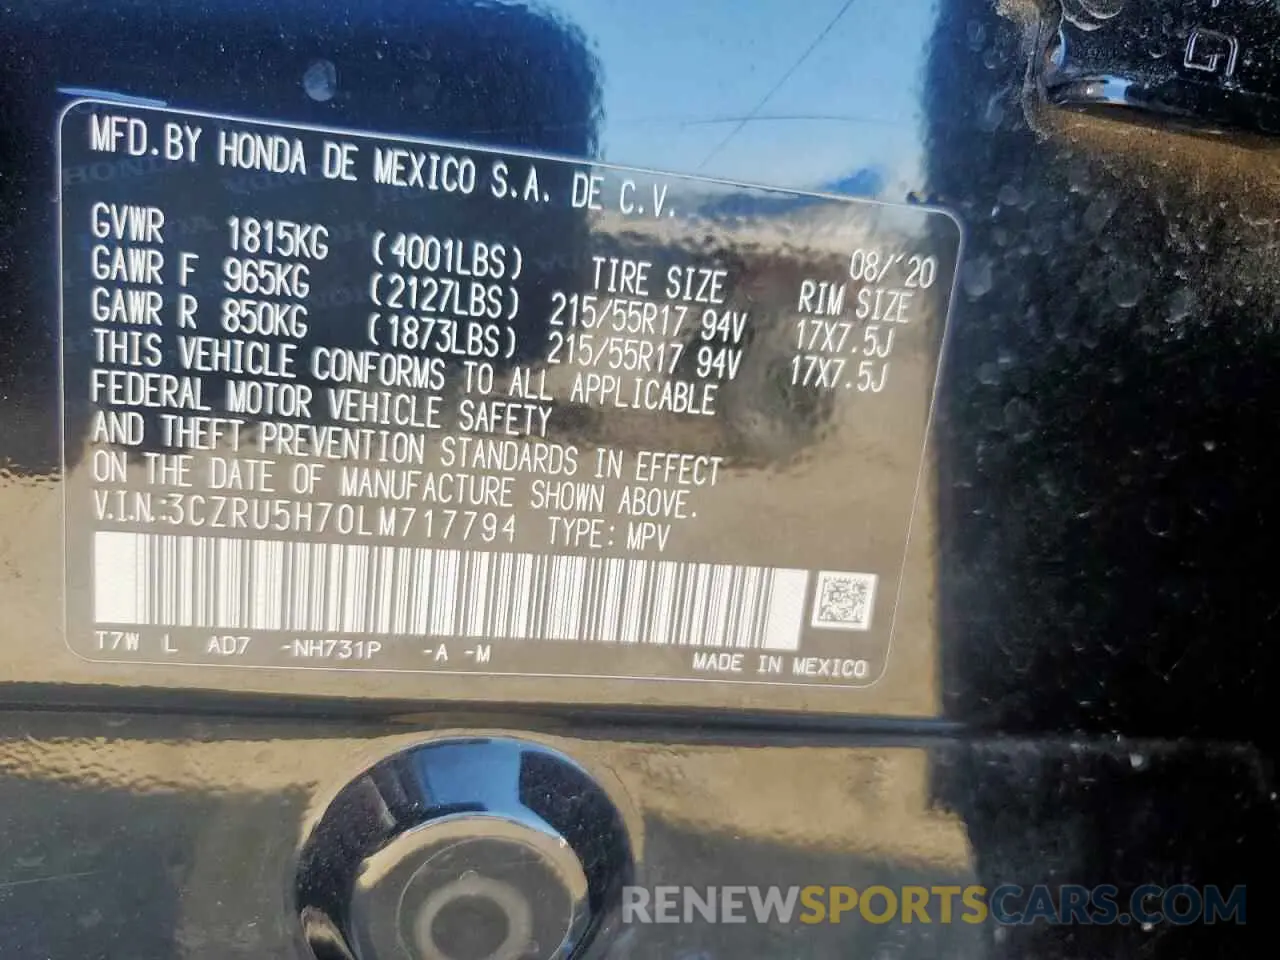 MFD.BY HONDA DE MEXICO S.A. DE C.V.
08/'20
GVWR 1815KG (4001LBS) TIRE SIZE RIM SIZE
GAWR F 965KG (2127LBS) 215/55R17 94V 17X7.5J
GAWR R 850KG (1873LBS) 215/55R17 94V 17X7.5J
THIS VEHICLE CONFORMS TO ALL APPLICABLE
FEDERAL MOTOR VEHICLE SAFETY
AND THEFT PREVENTION STANDARDS IN EFFECT
ON THE DATE OF MANUFACTURE SHOWN ABOVE.
V.I.N.:3CZRU5H70LM717794 TYPE: MPV
T7W L AD7 -NH731P -A -M
MADE IN MEXICO
RENEWSPORTSCARS.COM